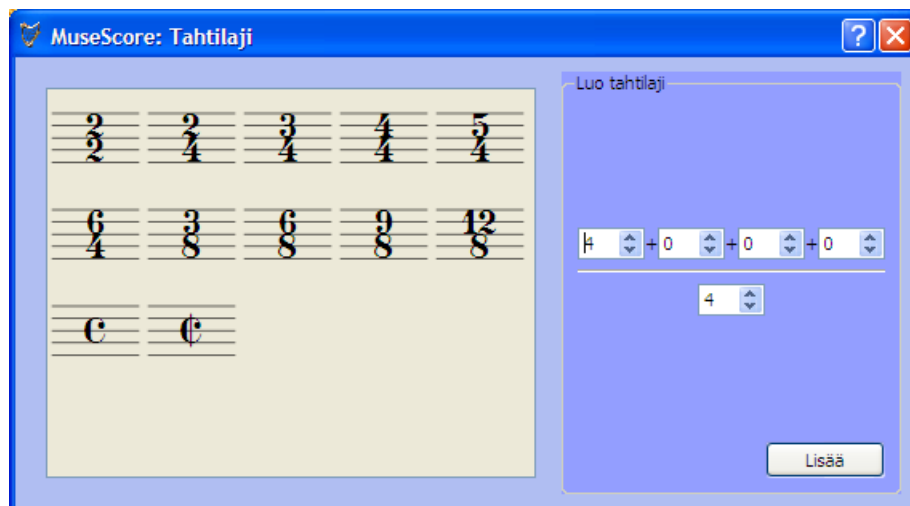 MuseScore: Tahtilaji
Luo tahtilaji
2 2 3 4 5
2 4 4 4 4
6 3 6 9 12
4 8 8 8 8
4 + 0 + 0 + 0
4
Lisää